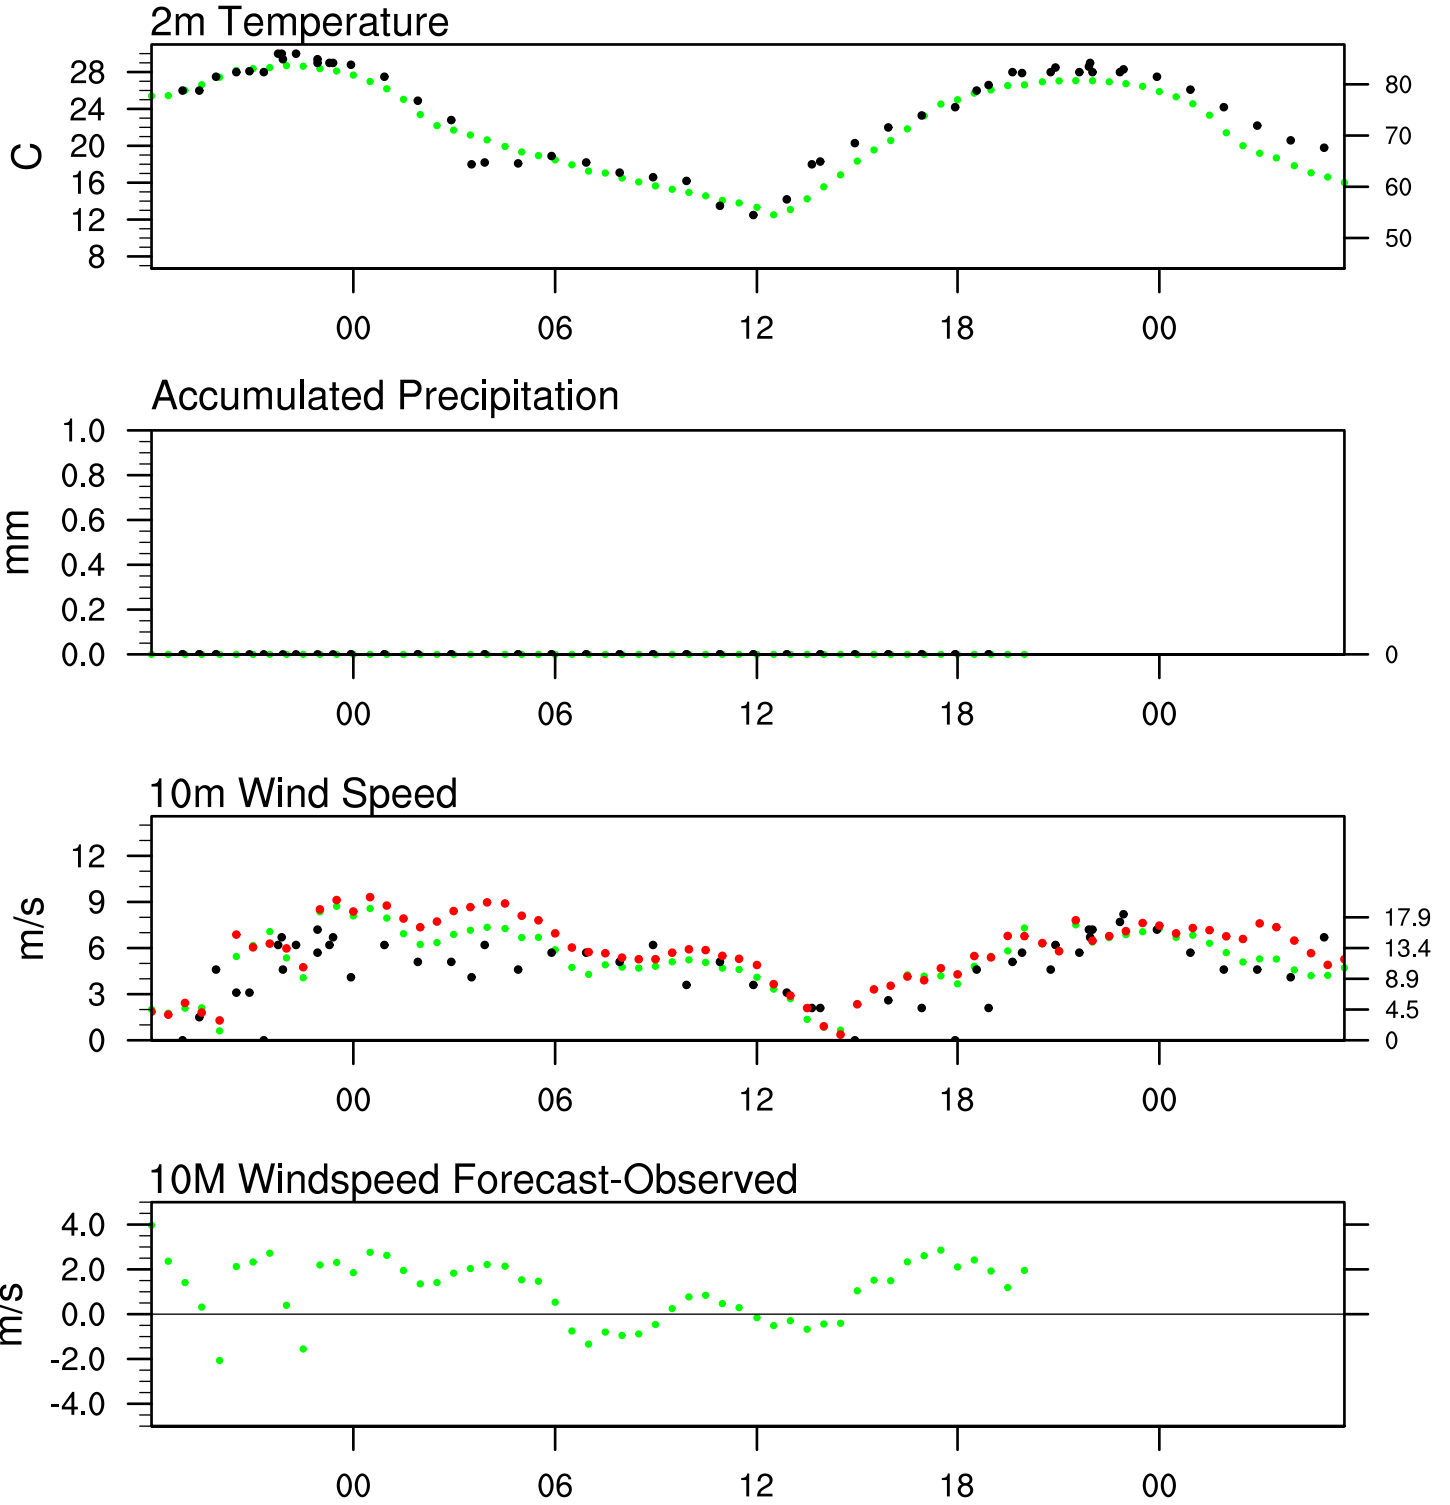 2m Temperature
C
28
24
20
16
12
8
80
70
60
50
00 06 12 18 00
Accumulated Precipitation
mm
1.0
0.8
0.6
0.4
0.2
0.0
0
00 06 12 18 00
10m Wind Speed
m/s
12
9
6
3
0
17.9
13.4
8.9
4.5
0
00 06 12 18 00
10M Windspeed Forecast-Observed
m/s
4.0
2.0
0.0
-2.0
-4.0
00 06 12 18 00